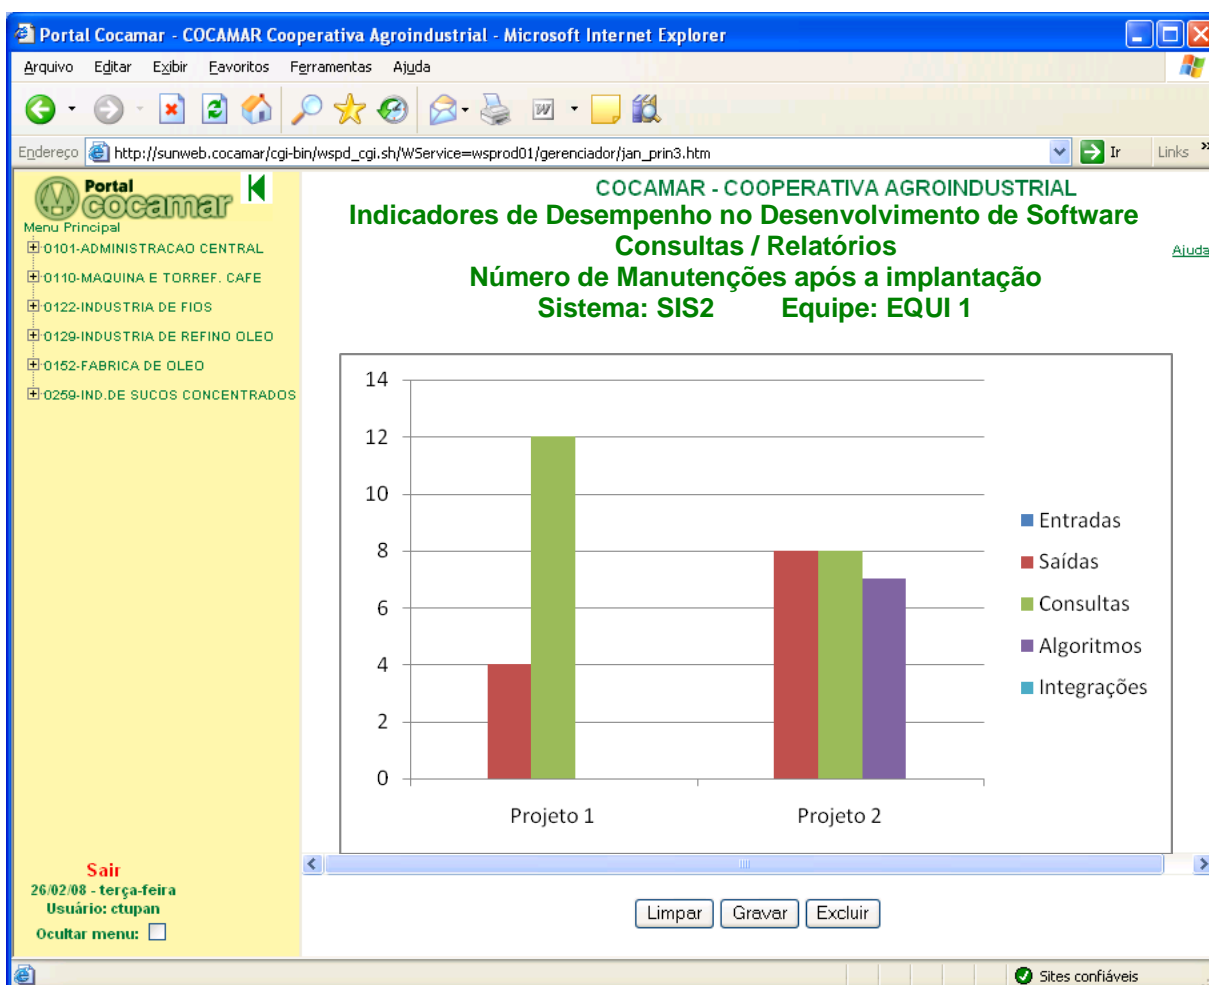 Portal Cocamar - COCAMAR Cooperativa Agroindustrial - Microsoft Internet Explorer
Arquivo Editar Exibir Favoritos Ferramentas Ajuda
Endereço http://sunweb.cocamar/cgi-bin/wspd_cgi.sh/WService=wsprod01/gerenciador/jan_prin3.htm Ir Links »
Portal
cocamar
Menu Principal
0101-ADMINISTRACAO CENTRAL
0110-MAQUINA E TORREF. CAFE
0122-INDUSTRIA DE FIOS
0129-INDUSTRIA DE REFINO OLEO
0152-FABRICA DE OLEO
0259-IND.DE SUCOS CONCENTRADOS
Sair
26/02/08 - terça-feira
Usuário: ctupan
Ocultar menu:
COCAMAR - COOPERATIVA AGROINDUSTRIAL
Indicadores de Desempenho no Desenvolvimento de Software
Consultas / Relatórios
Ajuda
Número de Manutenções após a implantação
Sistema: SIS2 Equipe: EQUI 1
14
12
10
8
6
4
2
0
Projeto 1 Projeto 2
Entradas
Saídas
Consultas
Algoritmos
Integrações
Limpar Gravar Excluir
Sites confiáveis